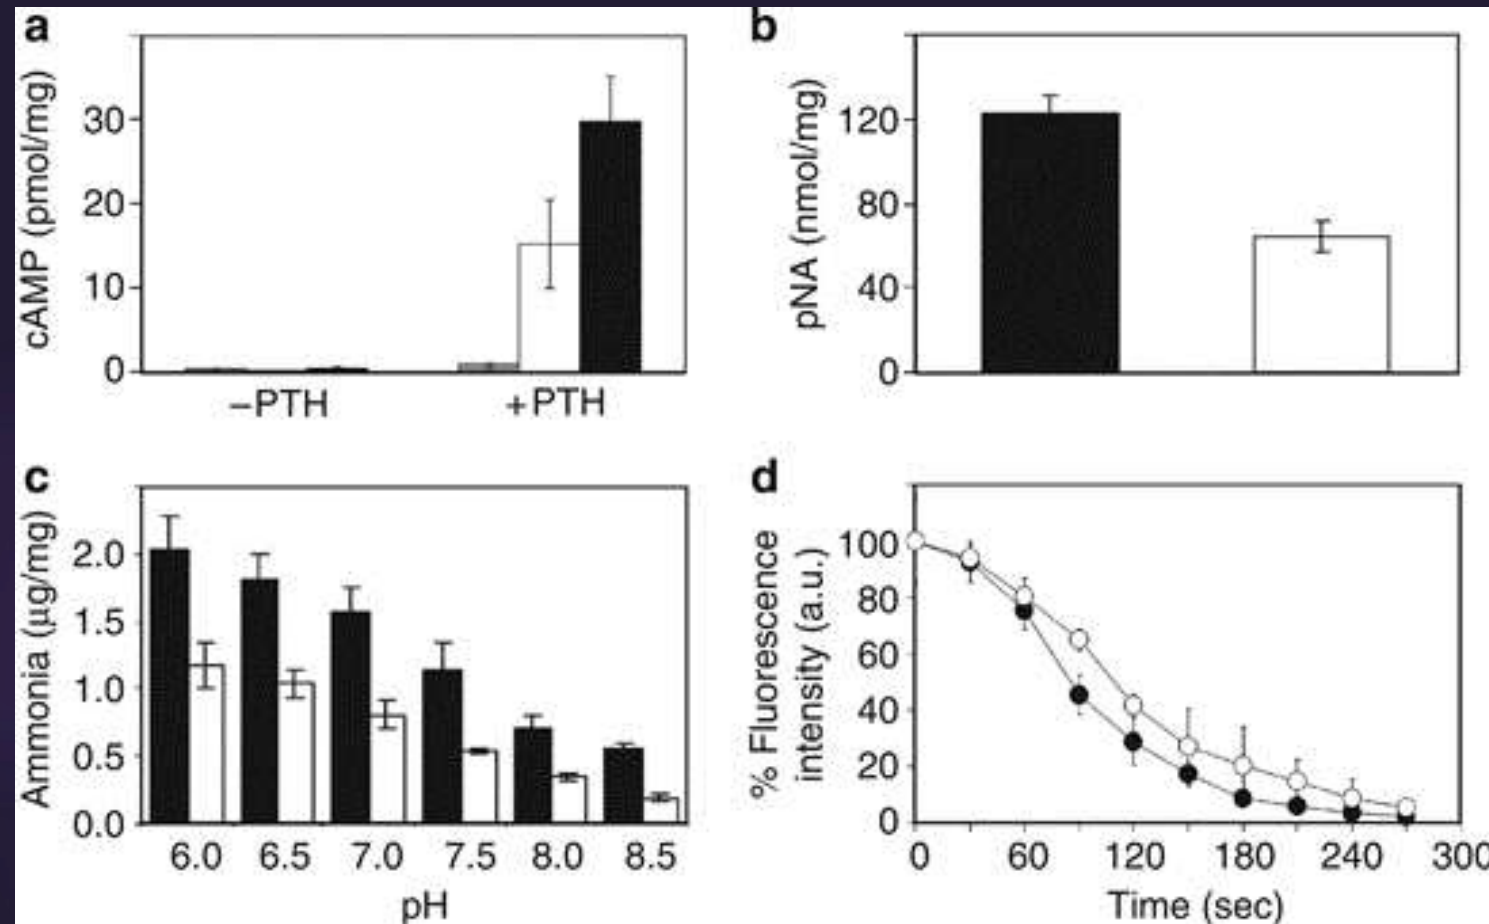 a
cAMP (pmol/mg)
30
20
10
0
–PTH +PTH
b
pNA (nmol/mg)
120
80
40
0
c
Ammonia (µg/mg)
2.0
1.5
1.0
0.5
0.0
6.0 6.5 7.0 7.5 8.0 8.5
pH
d
% Fluorescence
intensity (a.u.)
100
80
60
40
20
0
0 60 120 180 240 300
Time (sec)